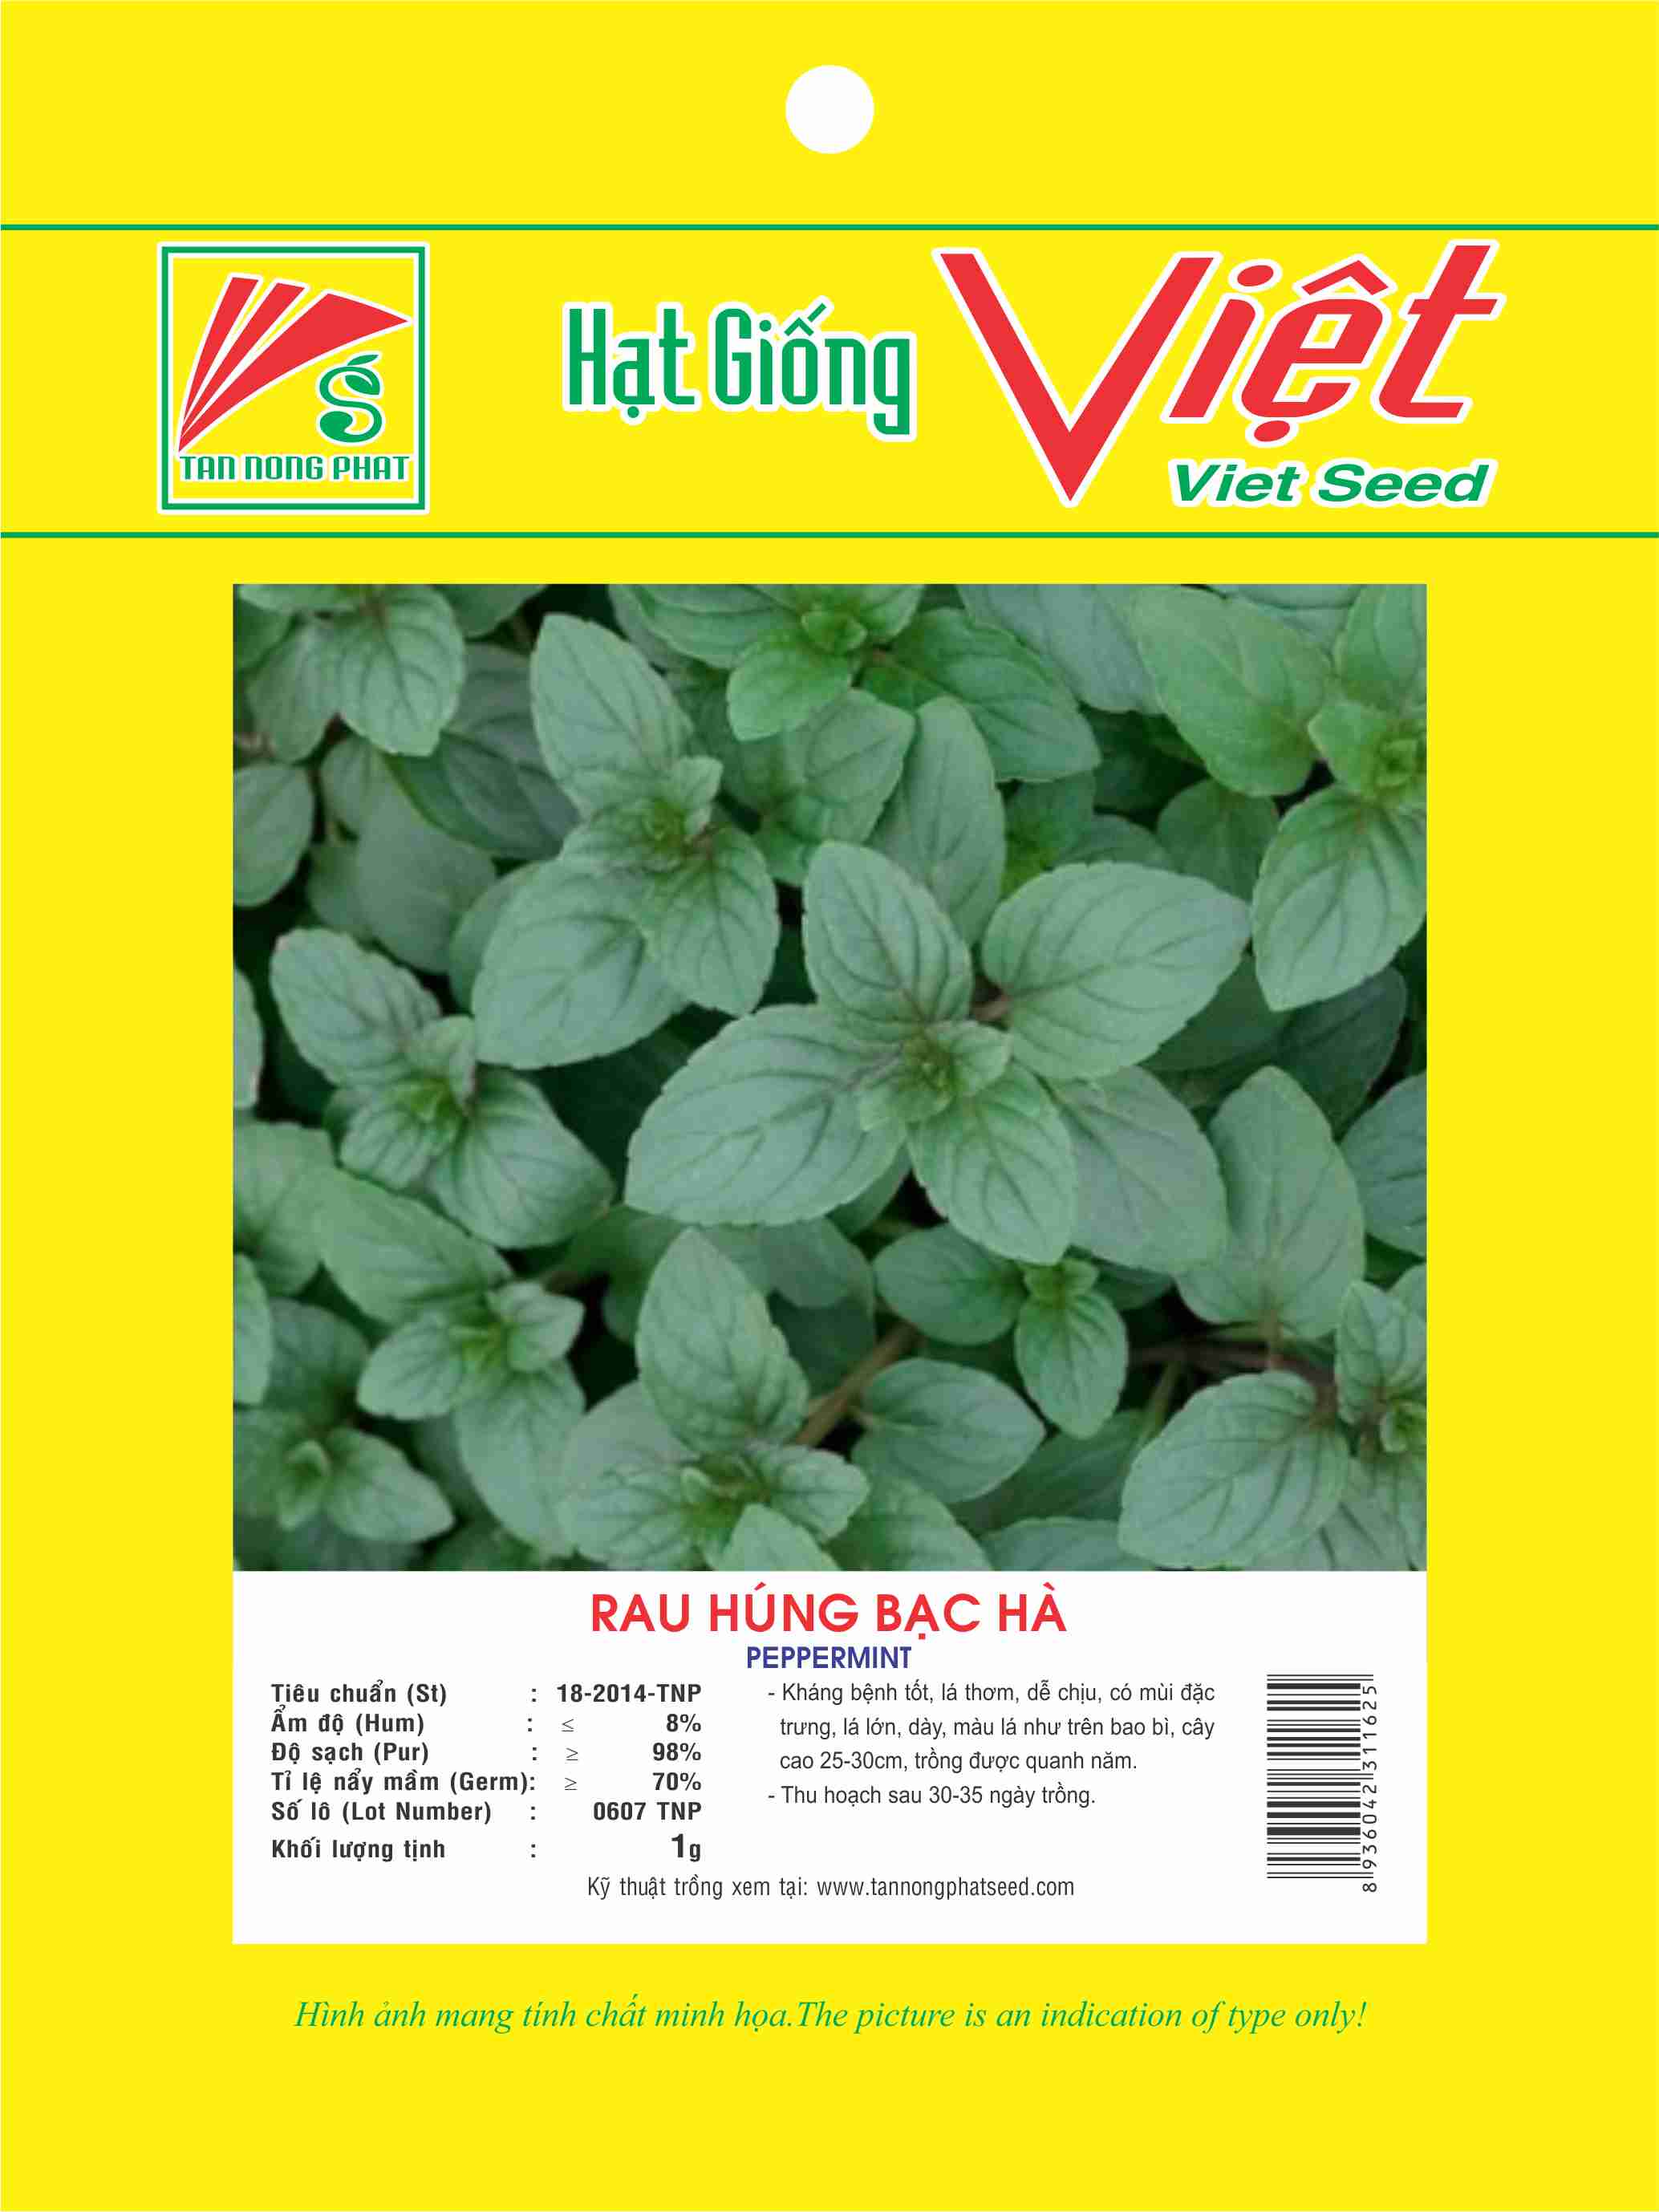 TAN NONG PHAT
Hạt Giống Việt
Viet Seed
RAU HÚNG BẠC HÀ
PEPPERMINT
Tiêu chuẩn (St) : 18-2014-TNP
Ẩm độ (Hum) : ≤ 8%
Độ sạch (Pur) : ≥ 98%
Tỉ lệ nẩy mầm (Germ): ≥ 70%
Số lô (Lot Number) : 0607 TNP
Khối lượng tịnh : 1g
- Kháng bệnh tốt, lá thơm, dễ chịu, có mùi đặc
trưng, lá lớn, dày, màu lá như trên bao bì, cây
cao 25-30cm, trồng được quanh năm.
- Thu hoạch sau 30-35 ngày trồng.
8 936042 311625
Kỹ thuật trồng xem tại: www.tannongphatseed.com
Hình ảnh mang tính chất minh họa.The picture is an indication of type only!